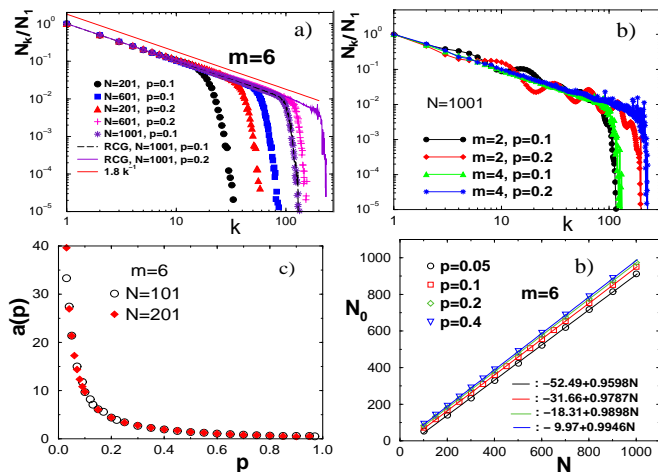 N_k/N_1
10^0
10^-1
10^-2
10^-3
10^-4
10^-5
a)
m=6
N=201, p=0.1
N=601, p=0.1
N=201, p=0.2
N=601, p=0.2
N=1001, p=0.1
RCG, N=1001, p=0.1
RCG, N=1001, p=0.2
1.8 k^-1
1
10
100
k
N_k/N_1
10^0
10^-1
10^-2
10^-3
10^-4
10^-5
b)
N=1001
m=2, p=0.1
m=2, p=0.2
m=4, p=0.1
m=4, p=0.2
1
10
100
k
a(p)
40
30
20
10
0
m=6
c)
N=101
N=201
0.0
0.2
0.4
0.6
0.8
1.0
p
N_0
800
600
400
200
0
b)
p=0.05
p=0.1
p=0.2
p=0.4
m=6
: −52.49+0.9598N
: −31.66+0.9787N
: −18.31+0.9898N
: − 9.97+0.9946N
0
200
400
600
800
1000
N